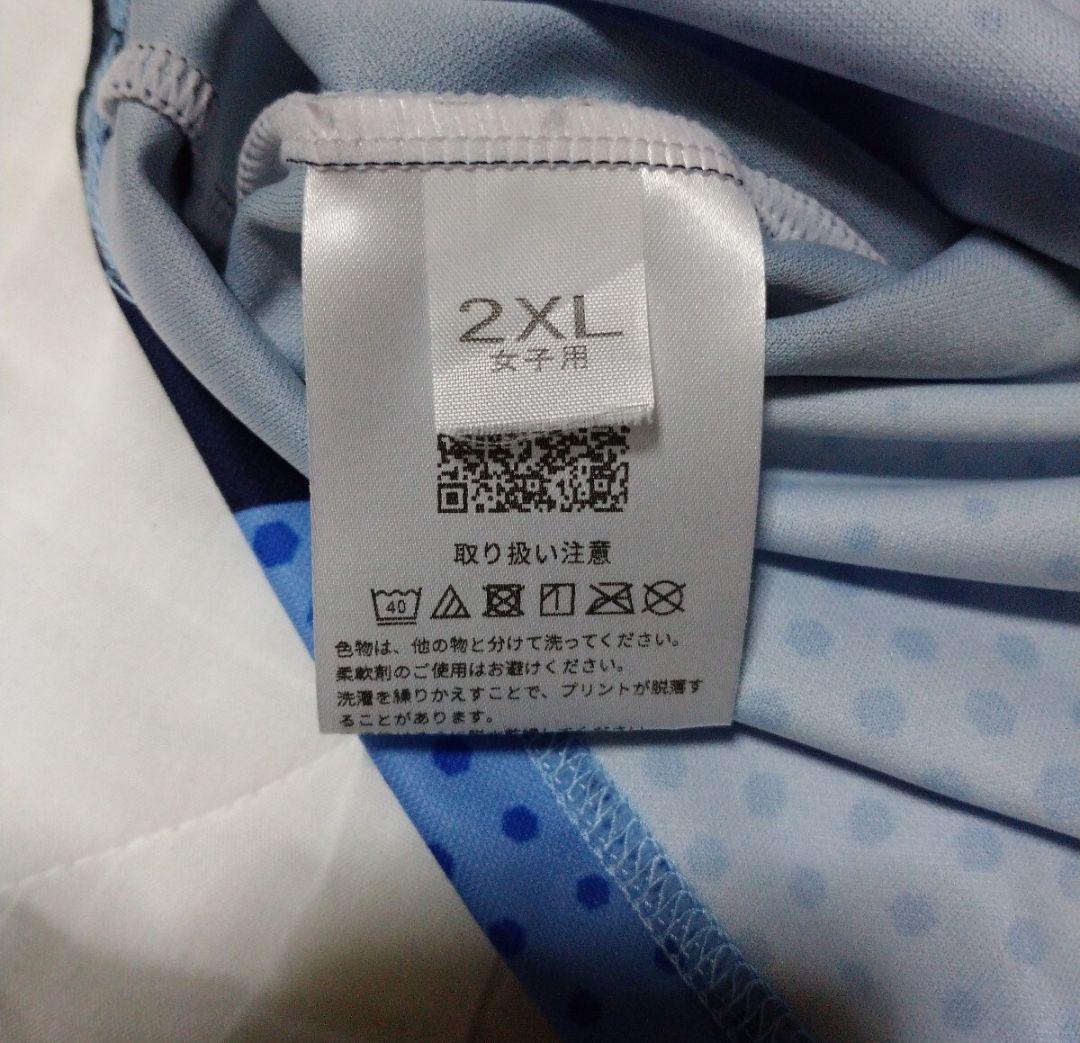 2XL
女子用
取り扱い注意
40
色物は、他の物と分けて洗ってください。
柔軟剤のご使用はお避けください。
洗濯を繰りかえすことで、プリントが脱落す
ることがあります。